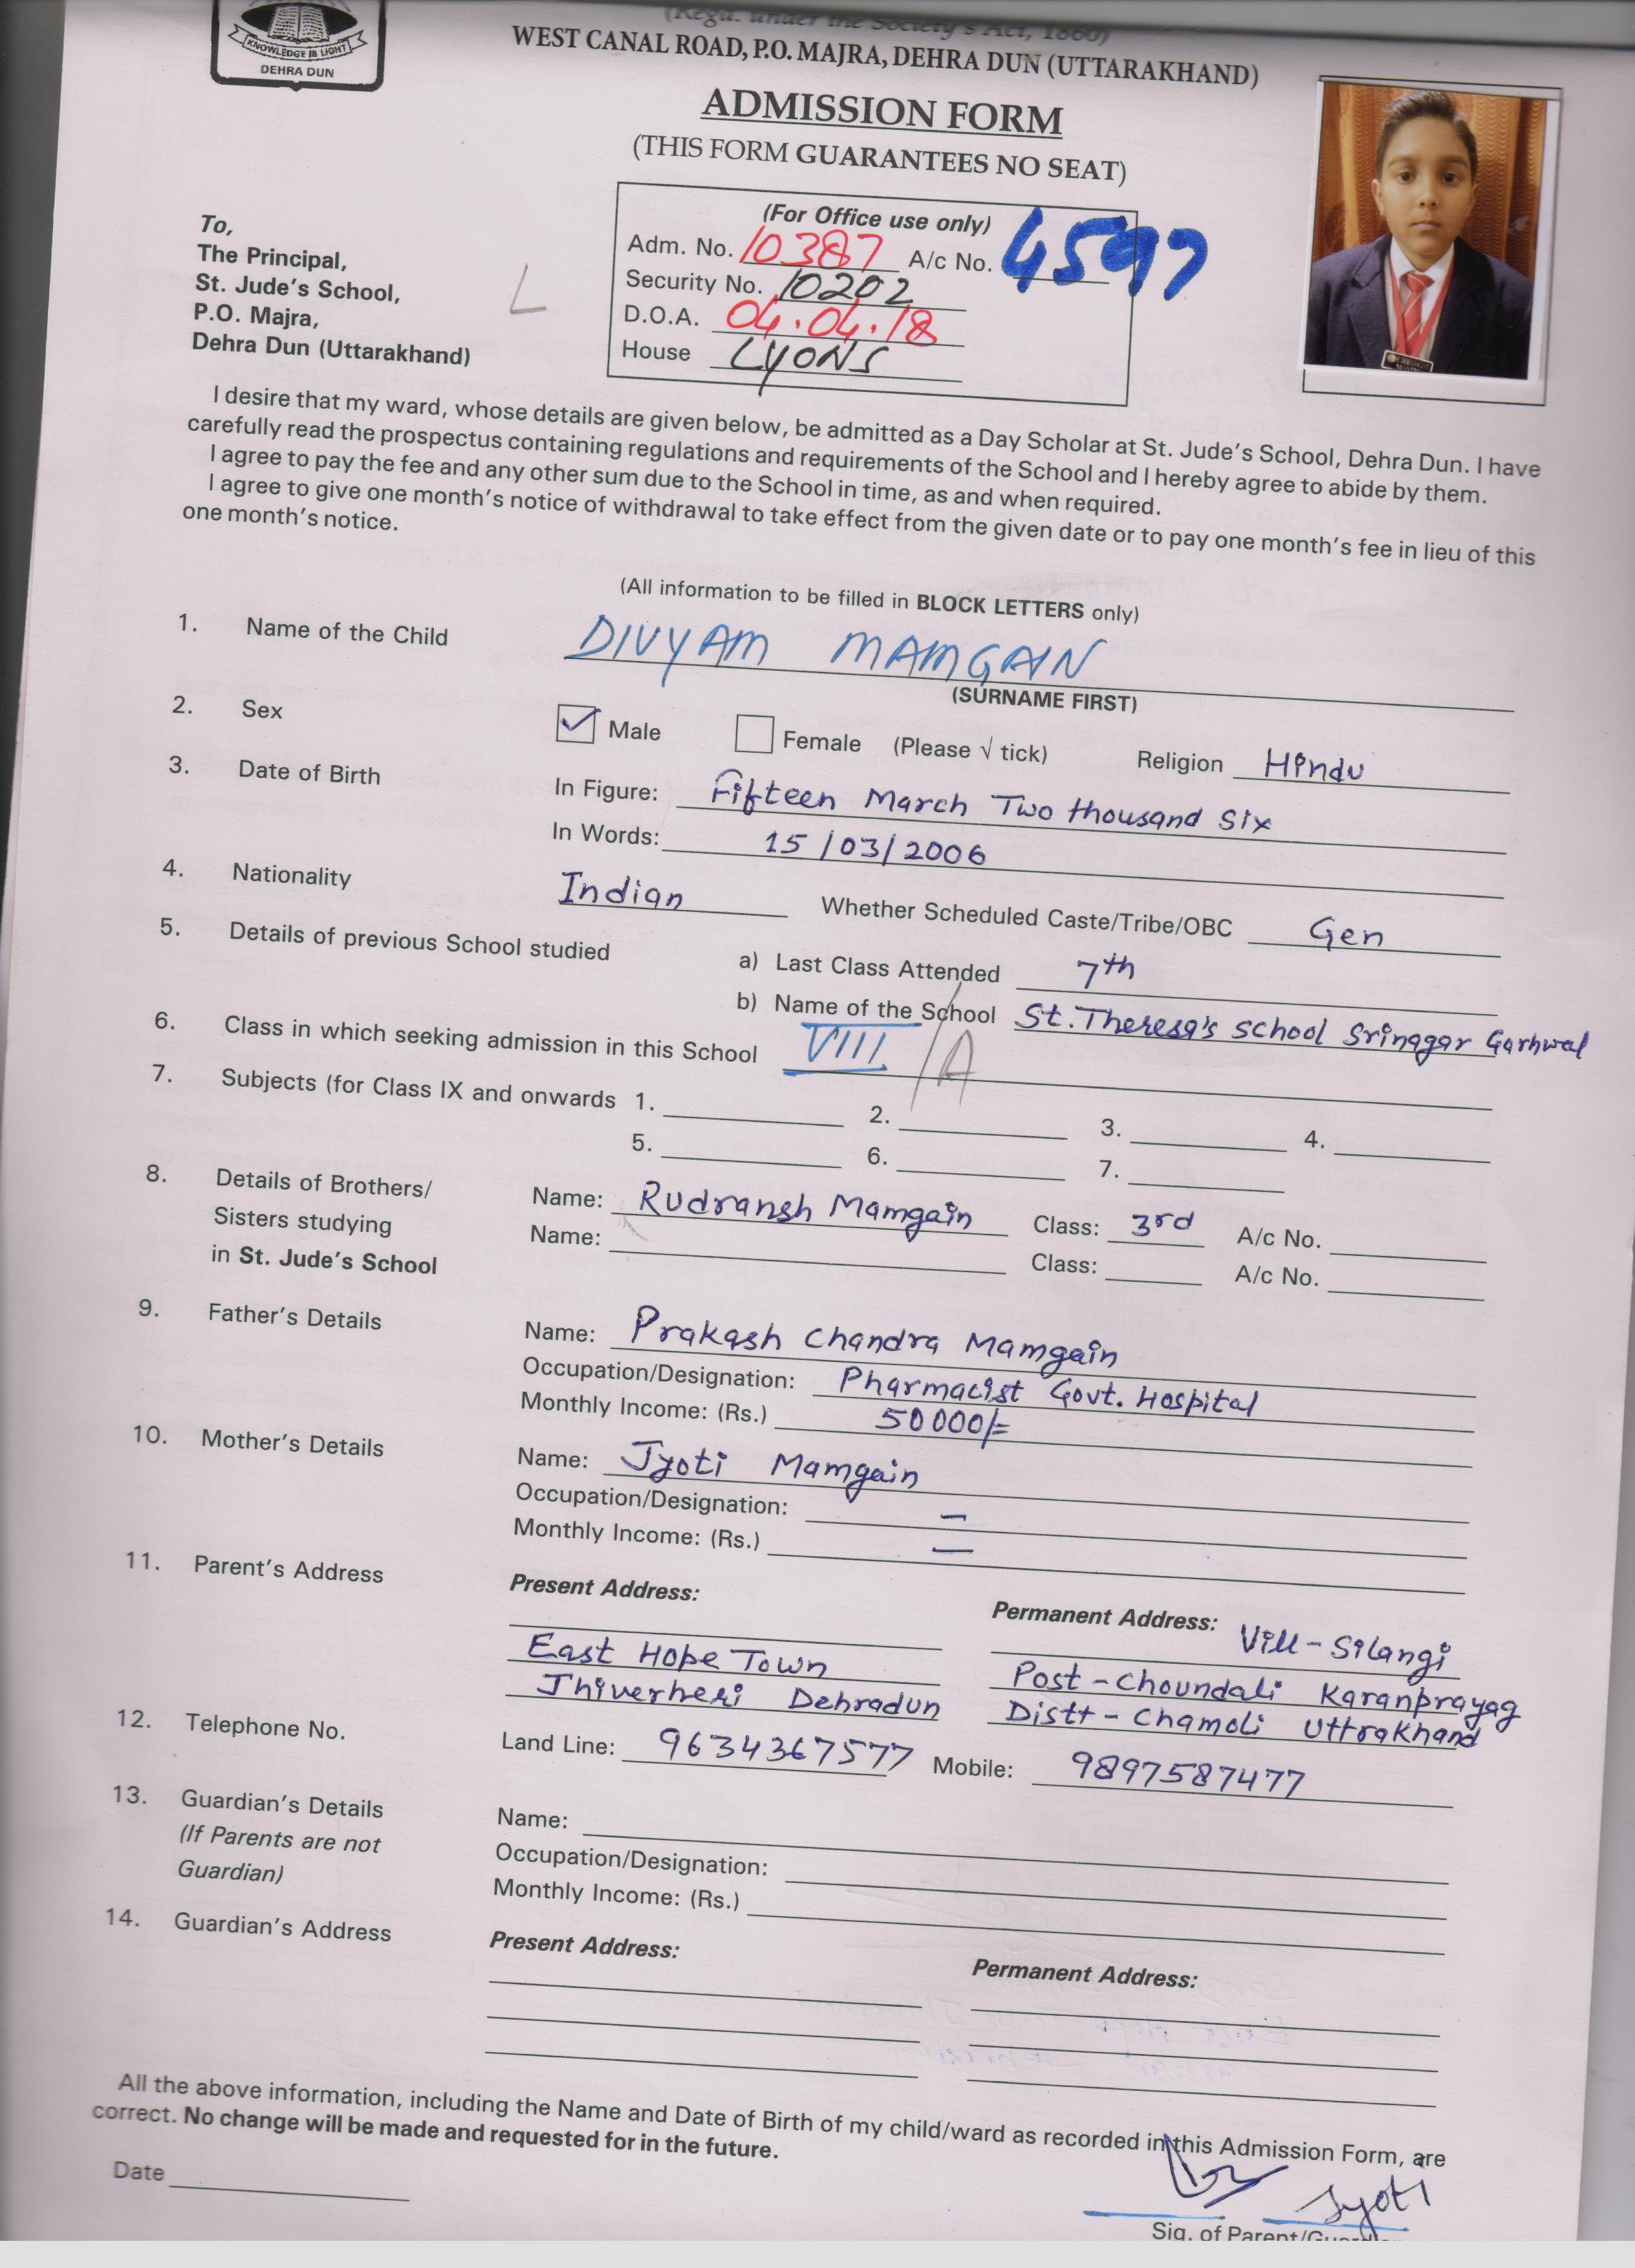 KNOWLEDGE IS LIGHT
DEHRA DUN
(Regd. under the Society's Act, 1860)
WEST CANAL ROAD, P.O. MAJRA, DEHRA DUN (UTTARAKHAND)
ADMISSION FORM
(THIS FORM GUARANTEES NO SEAT)
(For Office use only)
Adm. No. 10387 A/c No. 4597
Security No. 10202
D.O.A. 04.04.18
House LYONS
To,
The Principal,
St. Jude's School,
P.O. Majra,
Dehra Dun (Uttarakhand)
L
I desire that my ward, whose details are given below, be admitted as a Day Scholar at St. Jude's School, Dehra Dun. I have
carefully read the prospectus containing regulations and requirements of the School and I hereby agree to abide by them.
I agree to pay the fee and any other sum due to the School in time, as and when required.
I agree to give one month's notice of withdrawal to take effect from the given date or to pay one month's fee in lieu of this
one month's notice.
(All information to be filled in BLOCK LETTERS only)
1. Name of the Child DIVYAM MAMGAIN
(SURNAME FIRST)
2. Sex ✓ Male Female (Please √ tick) Religion Hindu
3. Date of Birth In Figure: Fifteen March Two thousand Six
In Words: 15/03/2006
4. Nationality Indian Whether Scheduled Caste/Tribe/OBC Gen
5. Details of previous School studied a) Last Class Attended 7th
b) Name of the School St. Theresa's School Srinagar Garhwal
6. Class in which seeking admission in this School VIII /A
7. Subjects (for Class IX and onwards 1. 2. 3. 4.
5. 6. 7.
8. Details of Brothers/ Name: Rudransh Mamgain Class: 3rd A/c No.
Sisters studying Name: Class: A/c No.
in St. Jude's School
9. Father's Details Name: Prakash Chandra Mamgain
Occupation/Designation: Pharmacist Govt. Hospital
Monthly Income: (Rs.) 50000/=
10. Mother's Details Name: Jyoti Mamgain
Occupation/Designation: –
Monthly Income: (Rs.) –
11. Parent's Address Present Address: Permanent Address: Vill-Silangi
East Hope Town Post-Choundali Karanprayag
Jhiverheri Dehradun Distt-Chamoli Uttrakhand
12. Telephone No. Land Line: 9634367577 Mobile: 9897587477
13. Guardian's Details Name:
(If Parents are not Occupation/Designation:
Guardian) Monthly Income: (Rs.)
14. Guardian's Address Present Address: Permanent Address:
All the above information, including the Name and Date of Birth of my child/ward as recorded in this Admission Form, are
correct. No change will be made and requested for in the future.
Date
Jyoti
Sig. of Parent/